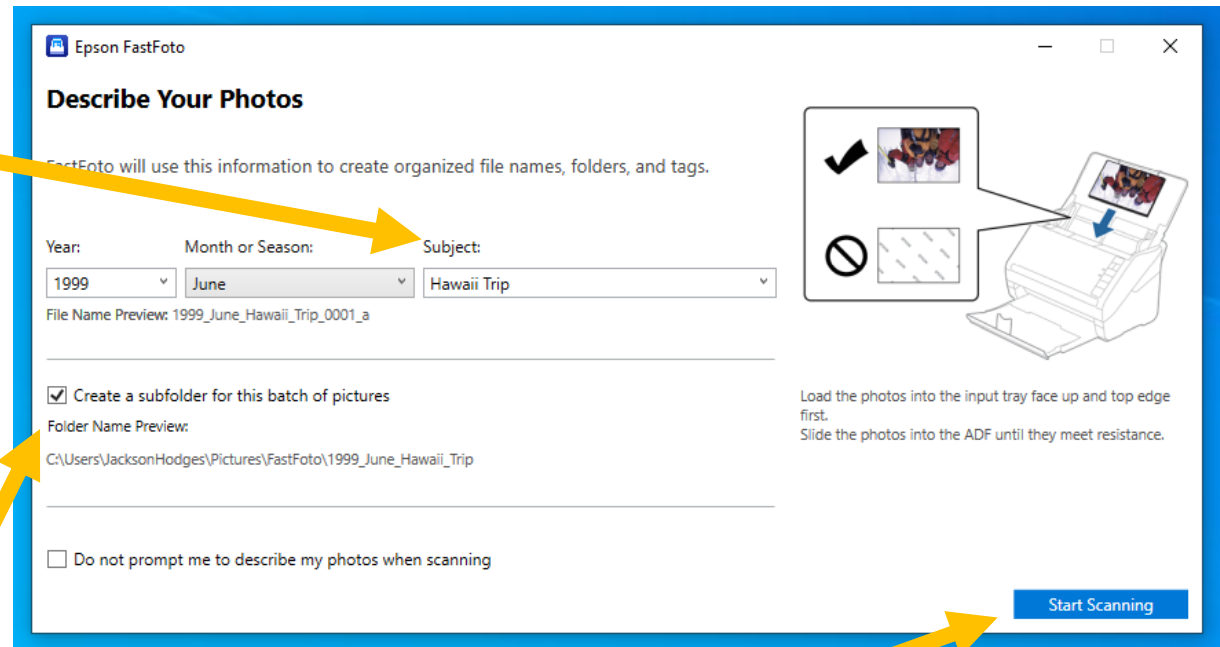 Epson FastFoto
Describe Your Photos
FastFoto will use this information to create organized file names, folders, and tags.
Year:
Month or Season:
Subject:
1999
June
Hawaii Trip
File Name Preview: 1999_June_Hawaii_Trip_0001_a
Create a subfolder for this batch of pictures
Folder Name Preview:
C:\Users\JacksonHodges\Pictures\FastFoto\1999_June_Hawaii_Trip
Do not prompt me to describe my photos when scanning
Load the photos into the input tray face up and top edge
first.
Slide the photos into the ADF until they meet resistance.
Start Scanning